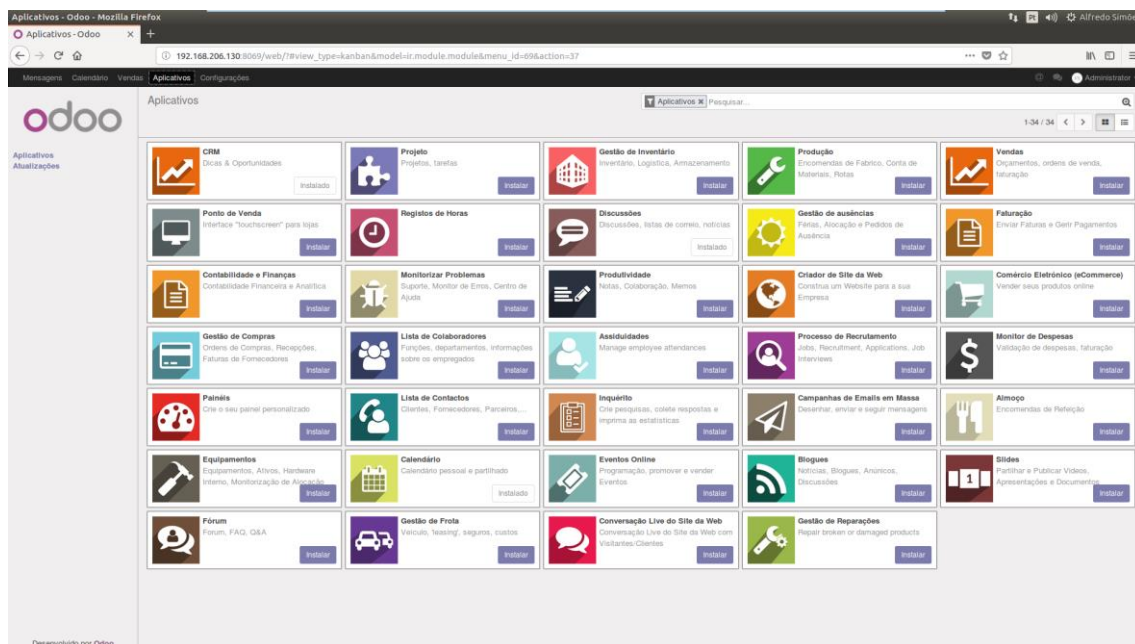 Aplicativos - Odoo - Mozilla Firefox
Pt
Alfredo Simõe
Aplicativos - Odoo
192.168.206.130:8069/web/?#view_type=kanban&model=ir.module.module&menu_id=69&action=37
Mensagens Calendário Vendas Aplicativos Configurações
Administrator
odoo
Aplicativos
Aplicativos
Pesquisar...
1-34 / 34
Aplicativos
Atualizações
CRM
Dicas & Oportunidades
Instalado
Projeto
Projetos, tarefas
Instalar
Gestão de Inventário
Inventário, Logística, Armazenamento
Instalar
Produção
Encomendas de Fabrico, Conta de
Materiais, Rotas
Instalar
Vendas
Orçamentos, ordens de venda,
faturação
Instalar
Ponto de Venda
Interface "touchscreen" para lojas
Instalar
Registos de Horas
Instalar
Discussões
Discussões, listas de correio, notícias
Instalado
Gestão de ausências
Férias, Alocação e Pedidos de
Ausência
Instalar
Faturação
Enviar Faturas e Gerir Pagamentos
Instalar
Contabilidade e Finanças
Contabilidade Financeira e Analítica
Instalar
Monitorizar Problemas
Suporte, Monitor de Erros, Centro de
Ajuda
Instalar
Produtividade
Notas, Colaboração, Memos
Instalar
Criador de Site da Web
Construa um Website para a sua
Empresa
Instalar
Comércio Eletrónico (eCommerce)
Vender seus produtos online
Instalar
Gestão de Compras
Ordens de Compras, Recepções,
Faturas de Fornecedores
Instalar
Lista de Colaboradores
Funções, departamentos, informações
sobre os empregados
Instalar
Assiduidades
Manage employee attendances
Instalar
Processo de Recrutamento
Jobs, Recruitment, Applications, Job
Interviews
Instalar
Monitor de Despesas
Validação de despesas, faturação
Instalar
Painéis
Crie o seu painel personalizado
Instalar
Lista de Contactos
Clientes, Fornecedores, Parceiros,...
Instalar
Inquérito
Crie pesquisas, colete respostas e
imprima as estatísticas
Instalar
Campanhas de Emails em Massa
Desenhar, enviar e seguir mensagens
Instalar
Almoço
Encomendas de Refeição
Instalar
Equipamentos
Equipamentos, Ativos, Hardware
Interno, Monitorização de Alocação
Instalar
Calendário
Calendário pessoal e partilhado
Instalado
Eventos Online
Programação, promover e vender
Eventos
Instalar
Blogues
Notícias, Blogues, Anúncios,
Discussões
Instalar
Slides
Partilhar e Publicar Vídeos,
Apresentações e Documentos
1
Instalar
Fórum
Forum, FAQ, Q&A
Instalar
Gestão de Frota
Veículo, 'leasing', seguros, custos
Instalar
Conversação Live do Site da Web
Conversação Live do Site da Web com
Visitantes/Clientes
Instalar
Gestão de Reparações
Repair broken or damaged products
Instalar
Desenvolvido por Odoo